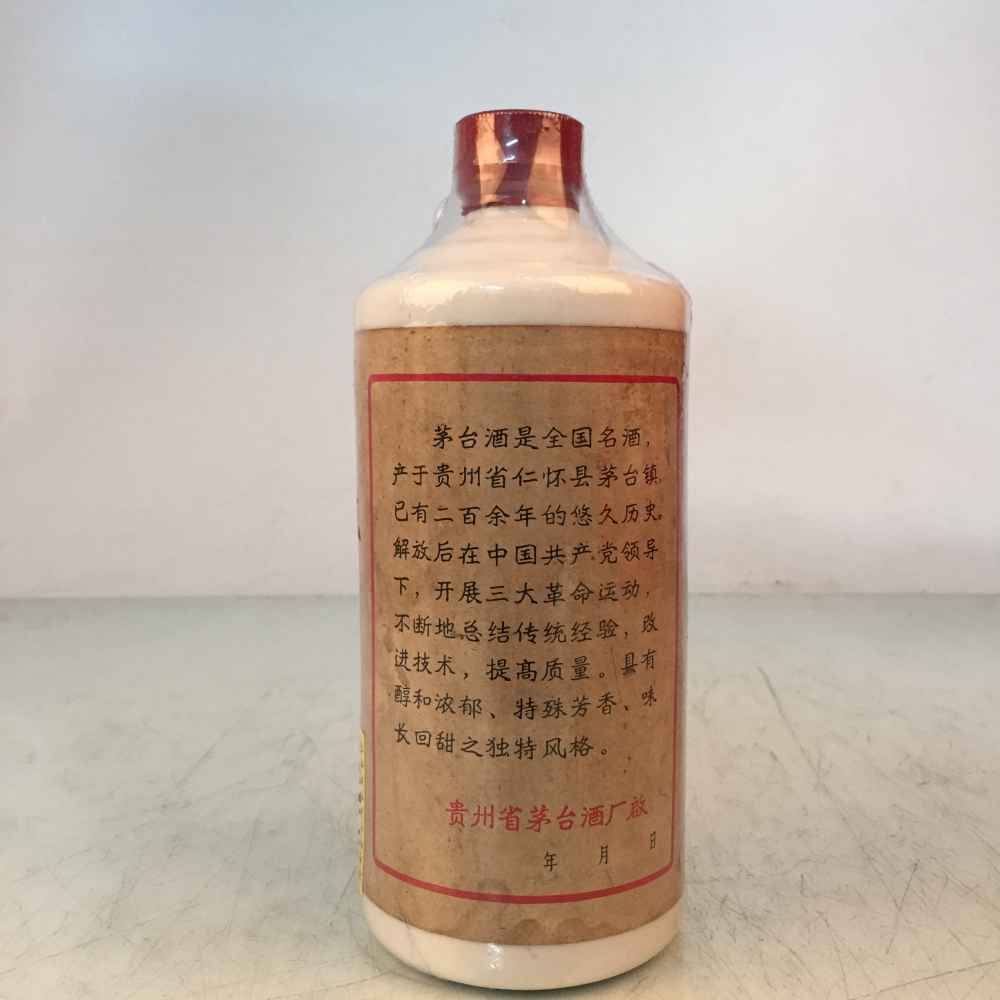 茅台酒是全国名酒，
产于贵州省仁怀县茅台镇，
已有二百余年的悠久历史。
解放后在中国共产党领导
下，开展三大革命运动，
不断地总结传统经验，改
进技术，提高质量。具有
醇和浓郁、特殊芳香、味
长回甜之独特风格。
贵州省茅台酒厂啟
年 月 日